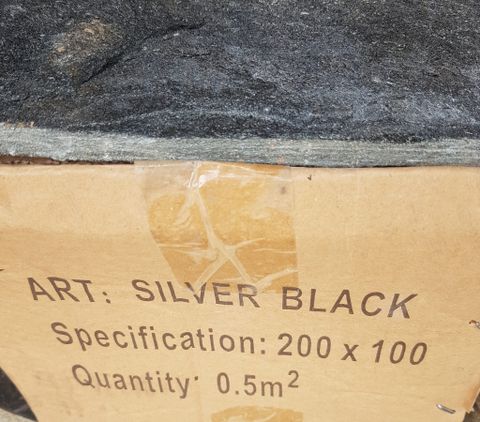 ART: SILVER BLACK
Specification: 200 x 100
Quantity: 0.5m²